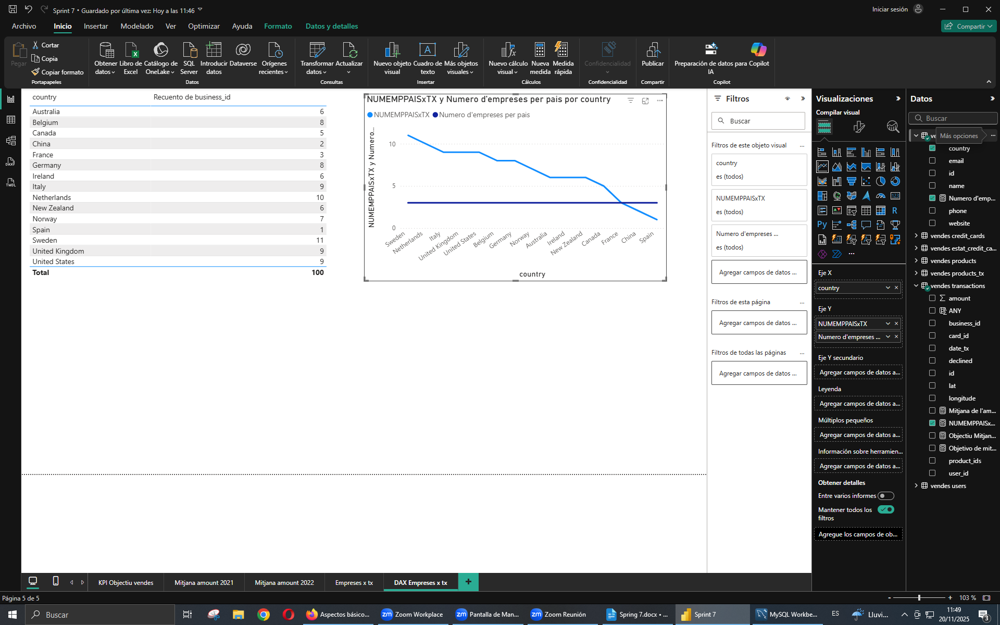 Sprint 7 • Guardado por última vez: Hoy a las 11:46
Iniciar sesión
Archivo Inicio Insertar Modelado Ver Optimizar Ayuda Formato Datos y detalles
Compartir
Pegar
Cortar
Copia
Copiar formato
Portapapeles
Obtener datos
Libro de Excel
Catálogo de OneLake
SQL Server
Introducir datos
Dataverse
Orígenes recientes
Datos
Transformar datos
Actualizar
Consultas
Nuevo objeto visual
Cuadro de texto
Más objetos visuales
Insertar
Nuevo cálculo visual
Nueva medida
Medida rápida
Cálculos
Confidencialidad
Confidencialidad
Publicar
Compartir
Preparación de datos para IA
Copilot
Copilot
country Recuento de business_id
Australia 6
Belgium 8
Canada 5
China 2
France 3
Germany 8
Ireland 6
Italy 9
Netherlands 10
New Zealand 6
Norway 7
Spain 1
Sweden 11
United Kingdom 9
United States 9
Total 100
NUMEMPPAISxTX y Numero d'empreses per pais por country
NUMEMPPAISxTX Numero d'empreses per pais
NUMEMPPAISxTX y Numero...
10
5
0
Sweden
Netherlands
Italy
United Kingdom
United States
Belgium
Germany
Norway
Australia
Ireland
New Zealand
Canada
France
China
Spain
country
Filtros
Buscar
Filtros de este objeto visual
country
es (todos)
NUMEMPPAISxTX
es (todos)
Numero d'empreses ...
es (todos)
Agregar campos de datos ...
Filtros de esta página
Agregar campos de datos ...
Filtros de todas las páginas
Agregar campos de datos ...
Visualizaciones
Compilar visual
123
R
Py
123
Eje X
country
Eje Y
NUMEMPPAISxTX
Numero d'empreses ...
Eje Y secundario
Agregar campos de datos a...
Leyenda
Agregar campos de datos a...
Múltiplos pequeños
Agregar campos de datos a...
Información sobre herramien...
Agregar campos de datos a...
Obtener detalles
Entre varios informes
Mantener todos los filtros
Agregue los campos de ob...
Datos
Buscar
ve
Más opciones
country
email
id
name
Numero d'emp...
phone
website
vendes credit_cards
vendes estat_credit_ca...
vendes products
vendes products_tx
vendes transactions
amount
ANY
business_id
card_id
date_tx
declined
id
lat
longitude
Mitjana de l'am...
NUMEMPPAISx...
Objectiu Mitjan...
Objetivo de mit...
product_ids
user_id
vendes users
DAX
TMDL
KPI Objectiu vendes
Mitjana amount 2021
Mitjana amount 2022
Empreses x tx
DAX Empreses x tx
+
Página 5 de 5
- + 103 %
Buscar
Aspectos básico...
zm Zoom Workplace
zm Pantalla de Man...
zm Zoom Reunión
Spring 7.docx • ...
Sprint 7
MySQL Workbe...
ES
Lluvi...
11:49
20/11/2025
3